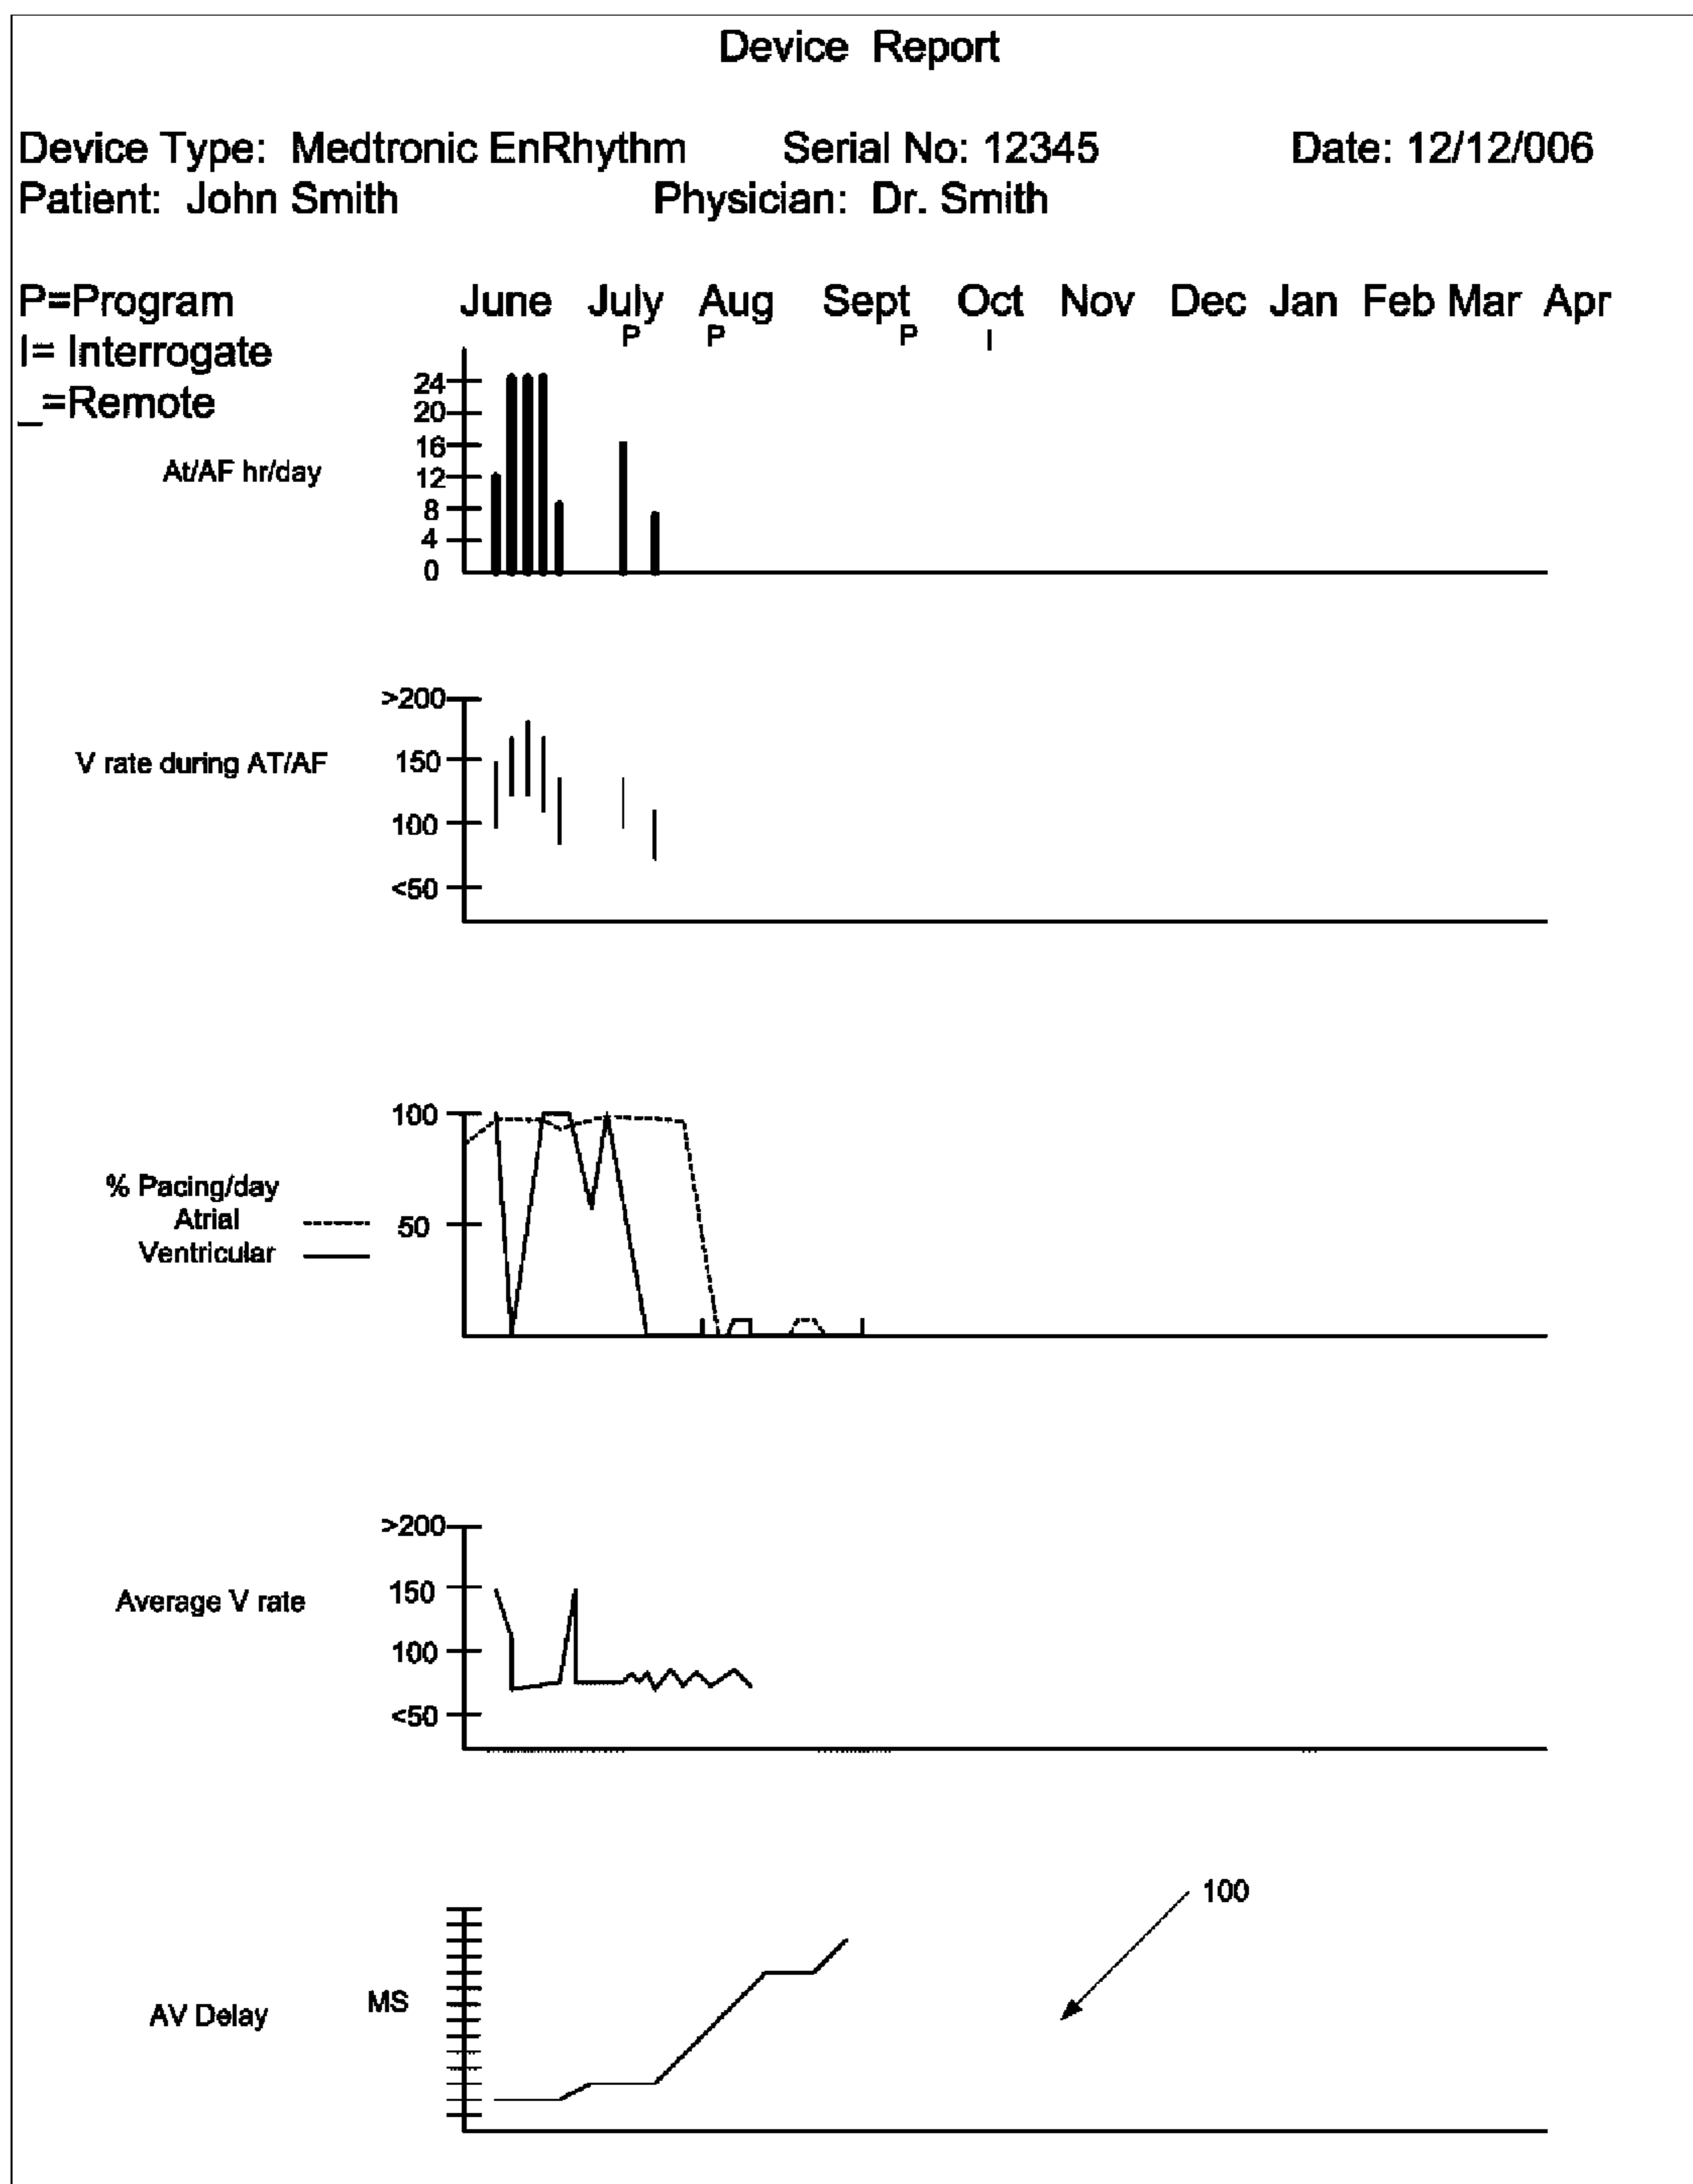 Device Report
Device Type: Medtronic EnRhythm Serial No: 12345 Date: 12/12/006
Patient: John Smith Physician: Dr. Smith
P=Program June July Aug Sept Oct Nov Dec Jan Feb Mar Apr
P P P I
I= Interrogate
_=Remote
24
20
16
At/AF hr/day 12
8
4
0
>200
V rate during AT/AF 150
100
<50
100
% Pacing/day
Atrial 50
Ventricular
>200
Average V rate 150
100
<50
100
AV Delay MS